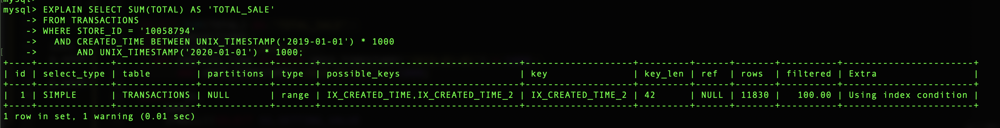 mysql>
mysql> EXPLAIN SELECT SUM(TOTAL) AS 'TOTAL_SALE'
    -> FROM TRANSACTIONS
    -> WHERE STORE_ID = '10058794'
    ->   AND CREATED_TIME BETWEEN UNIX_TIMESTAMP('2019-01-01') * 1000
[   ->       AND UNIX_TIMESTAMP('2020-01-01') * 1000;
+----+-------------+--------------+------------+-------+-----------------------------------+-------------------+---------+------+-------+----------+-----------------------+
| id | select_type | table        | partitions | type  | possible_keys                     | key               | key_len | ref  | rows  | filtered | Extra                 |
+----+-------------+--------------+------------+-------+-----------------------------------+-------------------+---------+------+-------+----------+-----------------------+
|  1 | SIMPLE      | TRANSACTIONS | NULL       | range | IX_CREATED_TIME,IX_CREATED_TIME_2 | IX_CREATED_TIME_2 | 42      | NULL | 11830 |   100.00 | Using index condition |
+----+-------------+--------------+------------+-------+-----------------------------------+-------------------+---------+------+-------+----------+-----------------------+
1 row in set, 1 warning (0.01 sec)